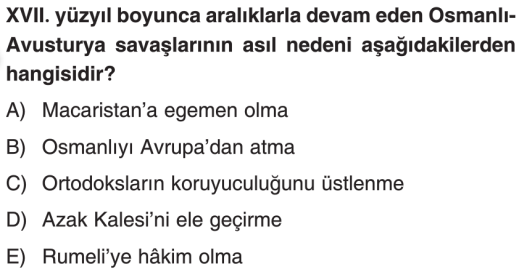 XVII. yüzyıl boyunca aralıklarla devam eden Osmanlı-
Avusturya savaşlarının asıl nedeni aşağıdakilerden
hangisidir?
A) Macaristan'a egemen olma
B) Osmanlıyı Avrupa'dan atma
C) Ortodoksların koruyuculuğunu üstlenme
D) Azak Kalesi'ni ele geçirme
E) Rumeli'ye hâkim olma